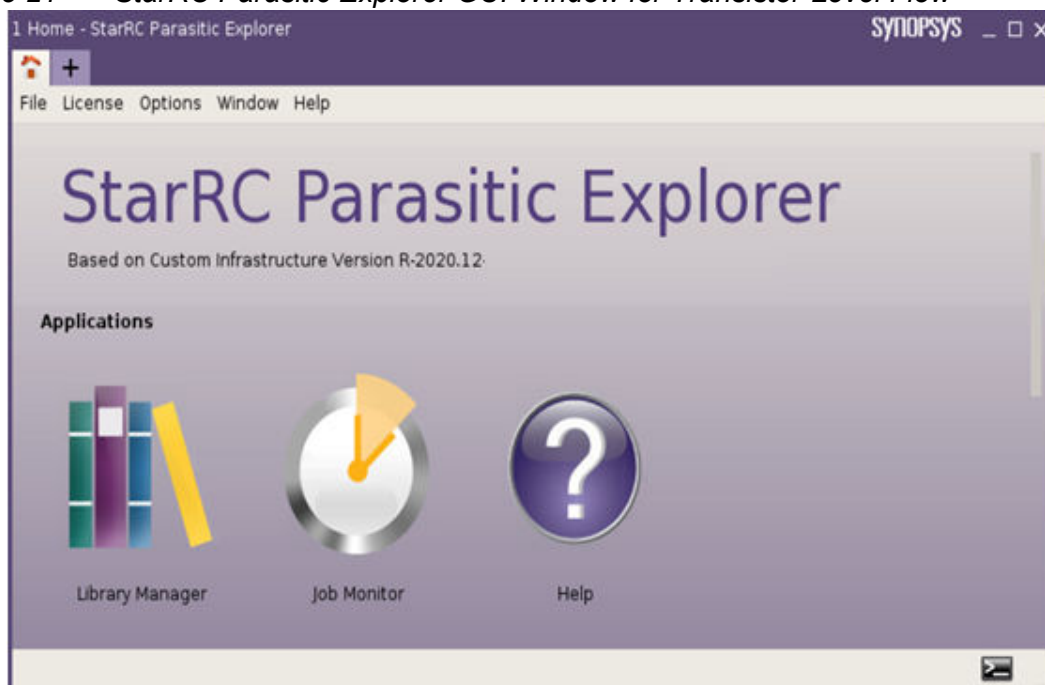 StarRC Parasitic Explorer GUI Window for Transistor-Level Flow
1 Home - StarRC Parasitic Explorer
SYNOPSYS
File License Options Window Help
StarRC Parasitic Explorer
Based on Custom Infrastructure Version R-2020.12-
Applications
Library Manager Job Monitor Help